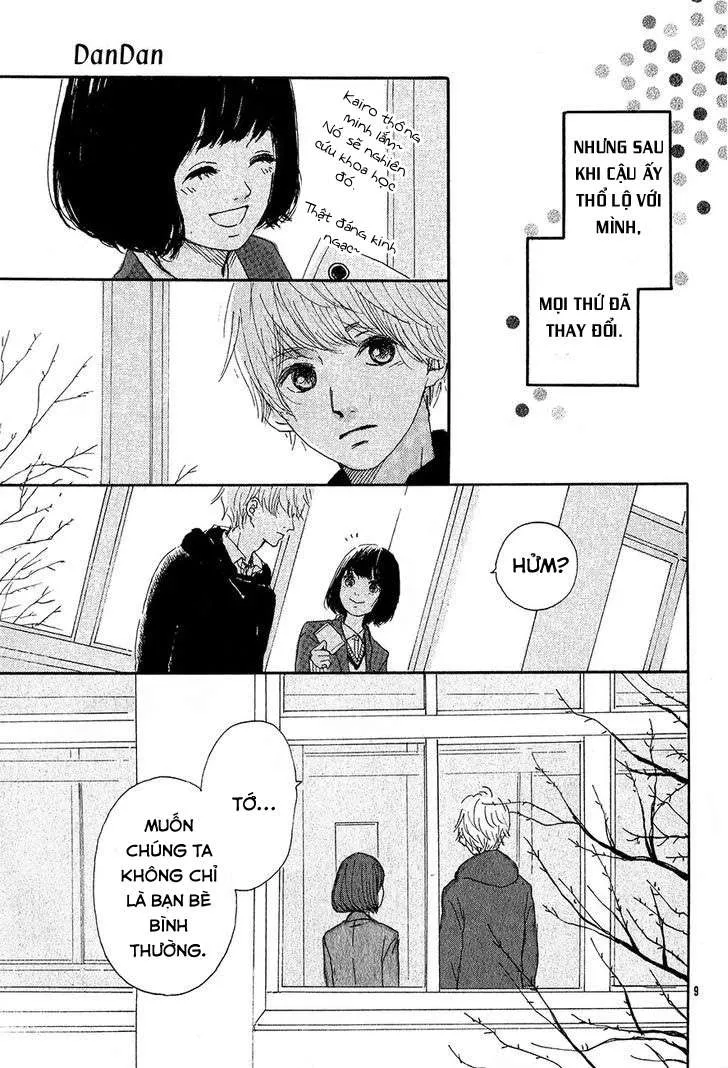 DanDan
NHƯNG SAU
KHI CẬU ẤY
THỔ LỘ VỚI
MÌNH,
MỌI THỨ ĐÃ
THAY ĐỔI.
Kairo thông
minh lắm~
Nó sẽ nghiên
cứu khoa học
đó.
Thật đáng kinh
ngạc~
HỬM?
TỚ...
MUỐN
CHÚNG TA
KHÔNG CHỈ
LÀ BẠN BÈ
BÌNH
THƯỜNG.
9